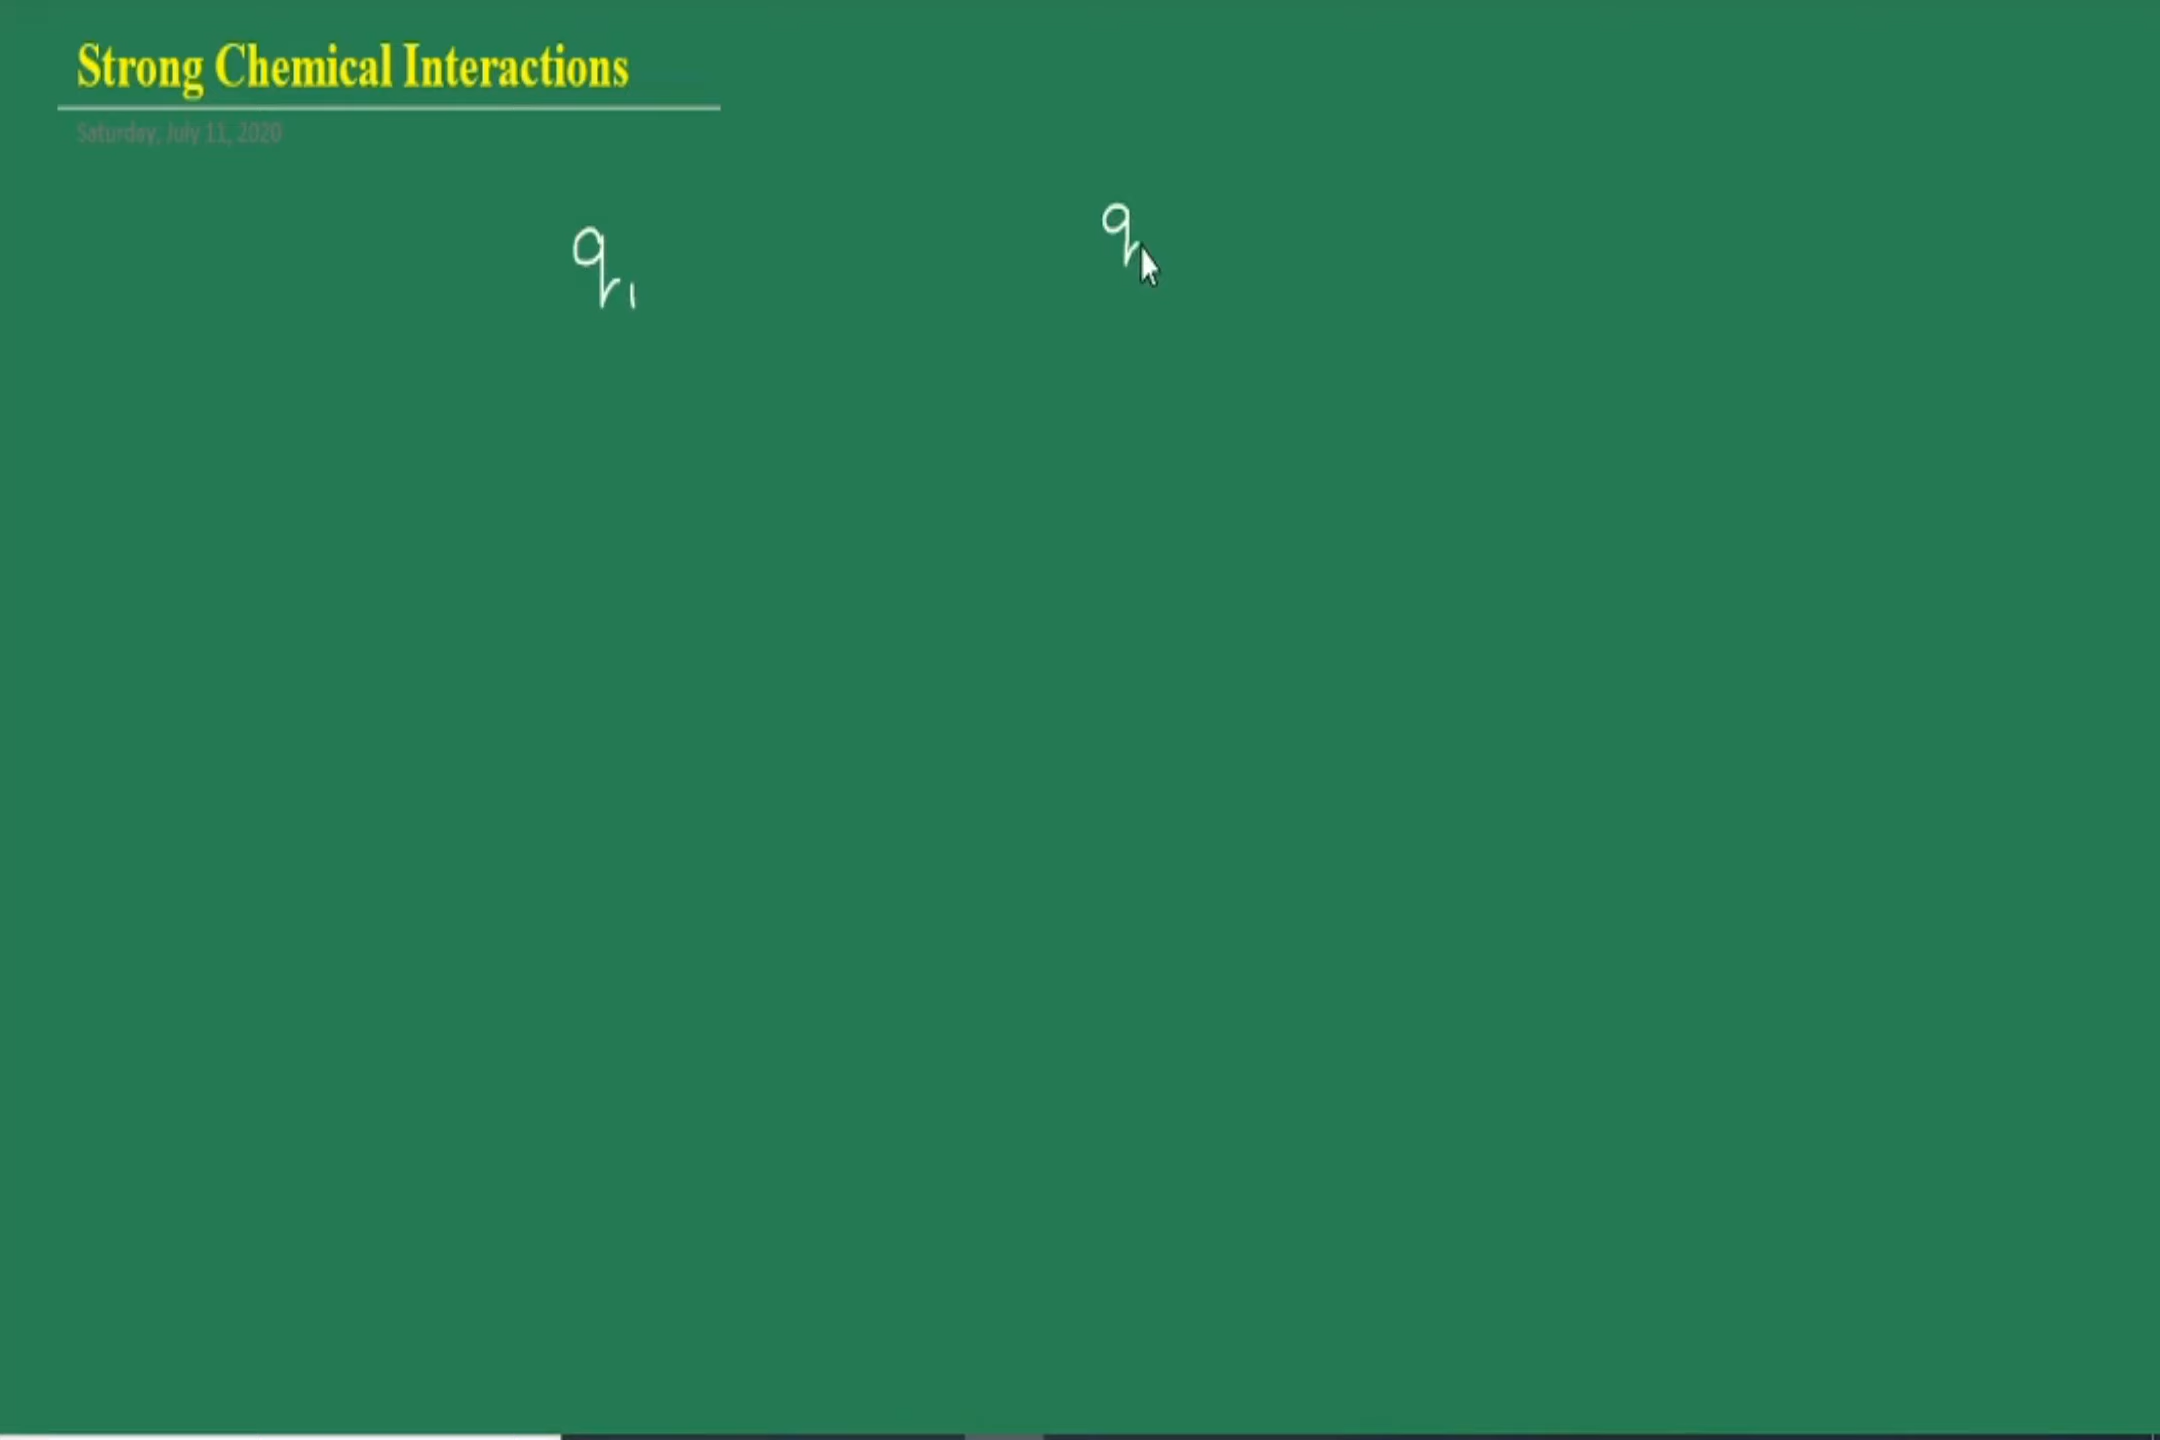 Strong Chemical Interactions
Saturday, July 11, 2020
q1 q